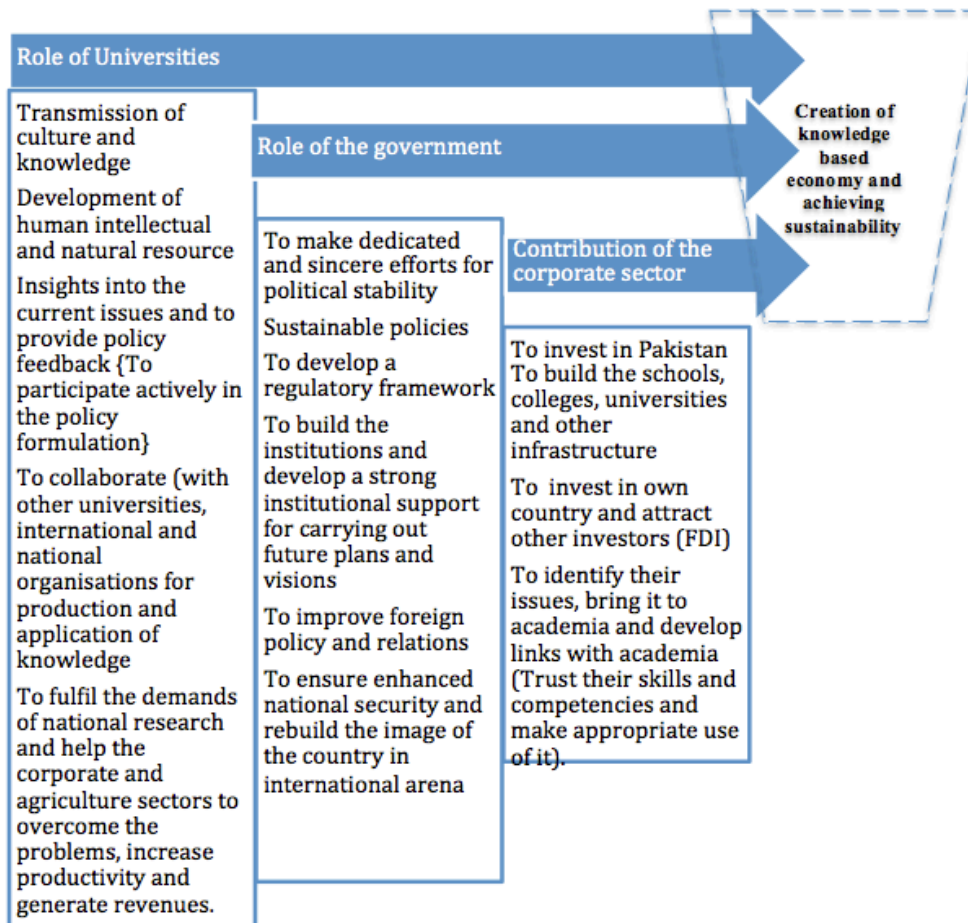 Role of Universities
Transmission of
culture and
knowledge
Development of
human intellectual
and natural resource
Insights into the
current issues and to
provide policy
feedback {To
participate actively in
the policy
formulation}
To collaborate (with
other universities,
international and
national
organisations for
production and
application of
knowledge
To fulfil the demands
of national research
and help the
corporate and
agriculture sectors to
overcome the
problems, increase
productivity and
generate revenues.
Role of the government
To make dedicated
and sincere efforts for
political stability
Sustainable policies
To develop a
regulatory framework
To build the
institutions and
develop a strong
institutional support
for carrying out
future plans and
visions
To improve foreign
policy and relations
To ensure enhanced
national security and
rebuild the image of
the country in
international arena
Contribution of the
corporate sector
To invest in Pakistan
To build the schools,
colleges, universities
and other
infrastructure
To invest in own
country and attract
other investors (FDI)
To identify their
issues, bring it to
academia and develop
links with academia
(Trust their skills and
competencies and
make appropriate use
of it).
Creation of
knowledge
based
economy and
achieving
sustainability